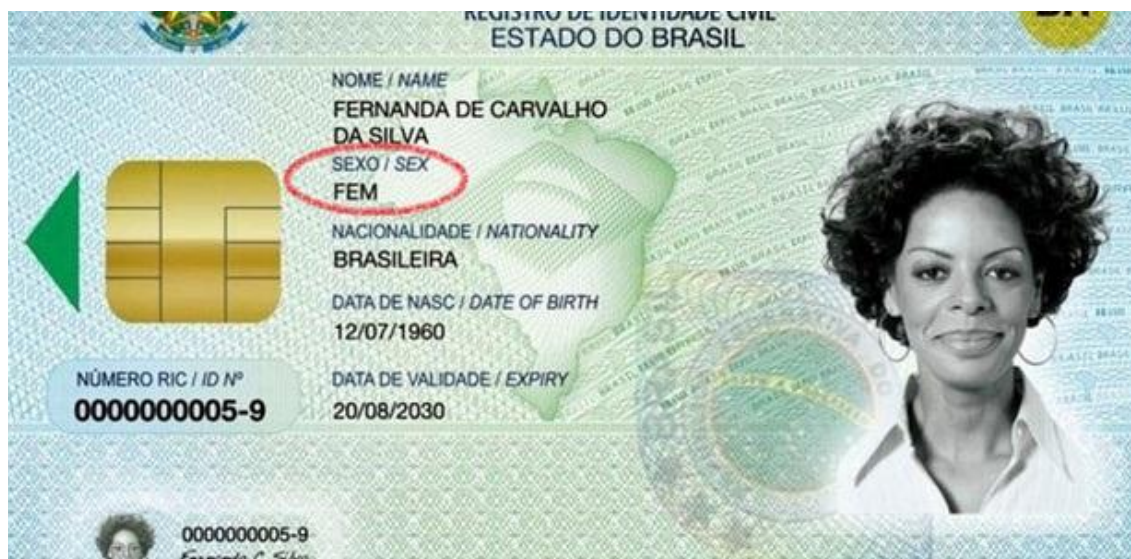 REGISTRO DE IDENTIDADE CIVIL
ESTADO DO BRASIL
NOME / NAME
FERNANDA DE CARVALHO
DA SILVA
SEXO / SEX
FEM
NACIONALIDADE / NATIONALITY
BRASILEIRA
DATA DE NASC / DATE OF BIRTH
12/07/1960
NÚMERO RIC / ID Nº
0000000005-9
DATA DE VALIDADE / EXPIRY
20/08/2030
0000000005-9
Fernanda C. Silva